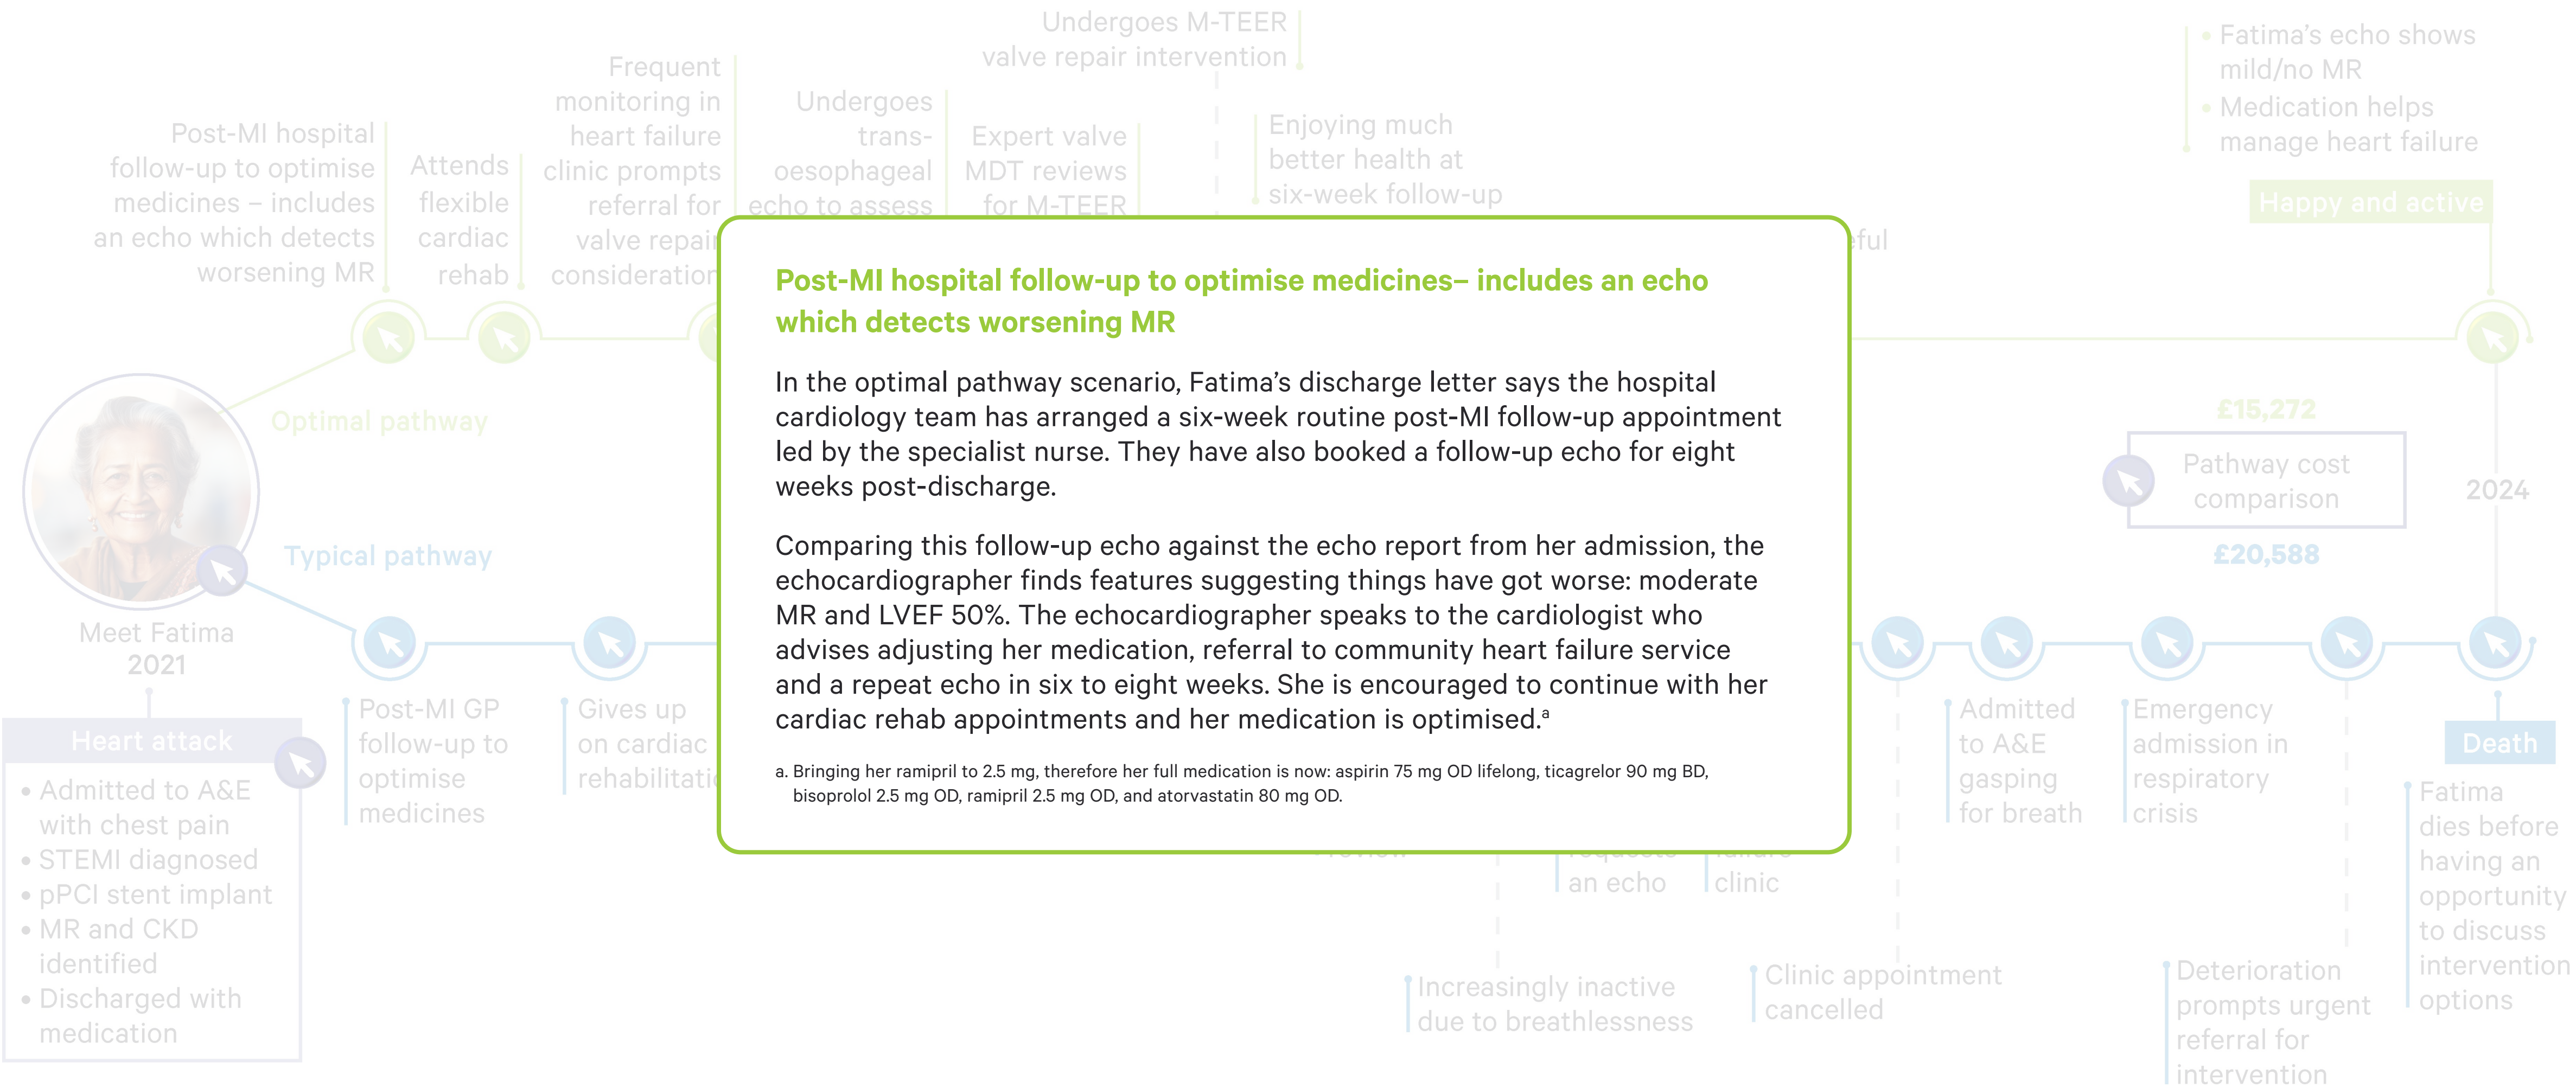 Undergoes M-TEER
valve repair intervention
Frequent
monitoring in
heart failure
clinic prompts
referral for
valve repair
consideration
Undergoes
trans-
oesophageal
echo to assess
Expert valve
MDT reviews
for M-TEER
Post-MI hospital
follow-up to optimise
medicines – includes
an echo which detects
worsening MR
Attends
flexible
cardiac
rehab
Enjoying much
better health at
six-week follow-up
• Fatima's echo shows
mild/no MR
• Medication helps
manage heart failure
Happy and active
Post-MI hospital follow-up to optimise medicines– includes an echo
which detects worsening MR
In the optimal pathway scenario, Fatima's discharge letter says the hospital
cardiology team has arranged a six-week routine post-MI follow-up appointment
led by the specialist nurse. They have also booked a follow-up echo for eight
weeks post-discharge.
Comparing this follow-up echo against the echo report from her admission, the
echocardiographer finds features suggesting things have got worse: moderate
MR and LVEF 50%. The echocardiographer speaks to the cardiologist who
advises adjusting her medication, referral to community heart failure service
and a repeat echo in six to eight weeks. She is encouraged to continue with her
cardiac rehab appointments and her medication is optimised.a
a. Bringing her ramipril to 2.5 mg, therefore her full medication is now: aspirin 75 mg OD lifelong, ticagrelor 90 mg BD,
bisoprolol 2.5 mg OD, ramipril 2.5 mg OD, and atorvastatin 80 mg OD.
Optimal pathway
Typical pathway
£15,272
Pathway cost
comparison
£20,588
2024
Meet Fatima
2021
Heart attack
• Admitted to A&E
with chest pain
• STEMI diagnosed
• pPCI stent implant
• MR and CKD
identified
• Discharged with
medication
Post-MI GP
follow-up to
optimise
medicines
Gives up
on cardiac
an echo
clinic
Increasingly inactive
due to breathlessness
Clinic appointment
cancelled
Admitted
to A&E
gasping
for breath
Emergency
admission in
respiratory
crisis
Deterioration
prompts urgent
referral for
intervention
Death
Fatima
dies before
having an
opportunity
to discuss
intervention
options